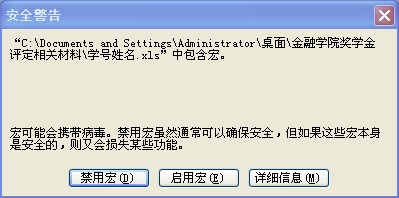 安全警告
“C:\Documents and Settings\Administrator\桌面\金融学院奖学金
评定相关材料\学号姓名.xls”中包含宏。
宏可能会携带病毒。禁用宏虽然通常可以确保安全，但如果这些宏本身
是安全的，则又会损失某些功能。
禁用宏(D) 启用宏(E) 详细信息(M)